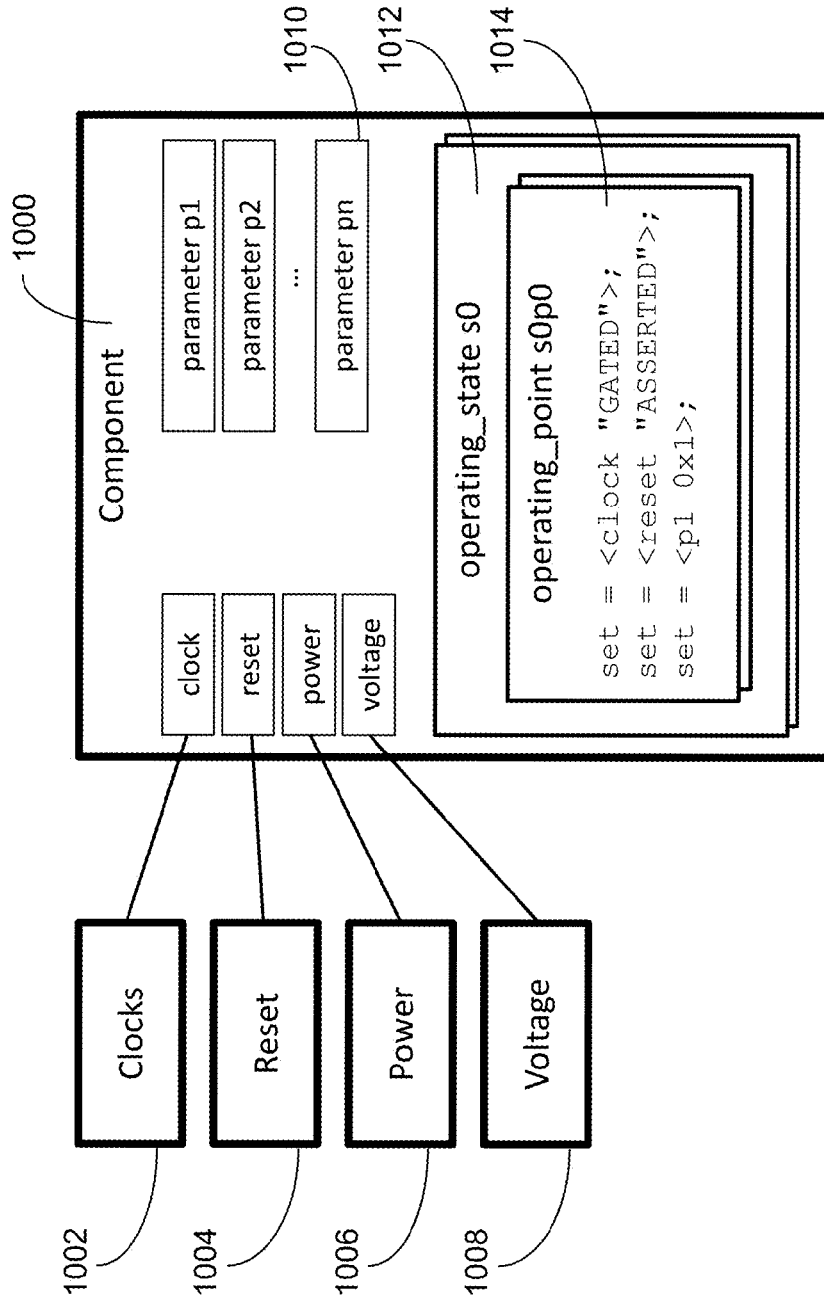 1000
Component
clock
reset
power
voltage
parameter p1
parameter p2
...
parameter pn
1010
operating_state s0
1012
operating_point s0p0
1014
set = <clock "GATED">;
set = <reset "ASSERTED">;
set = <p1 0x1>;
Clocks
1002
Reset
1004
Power
1006
Voltage
1008